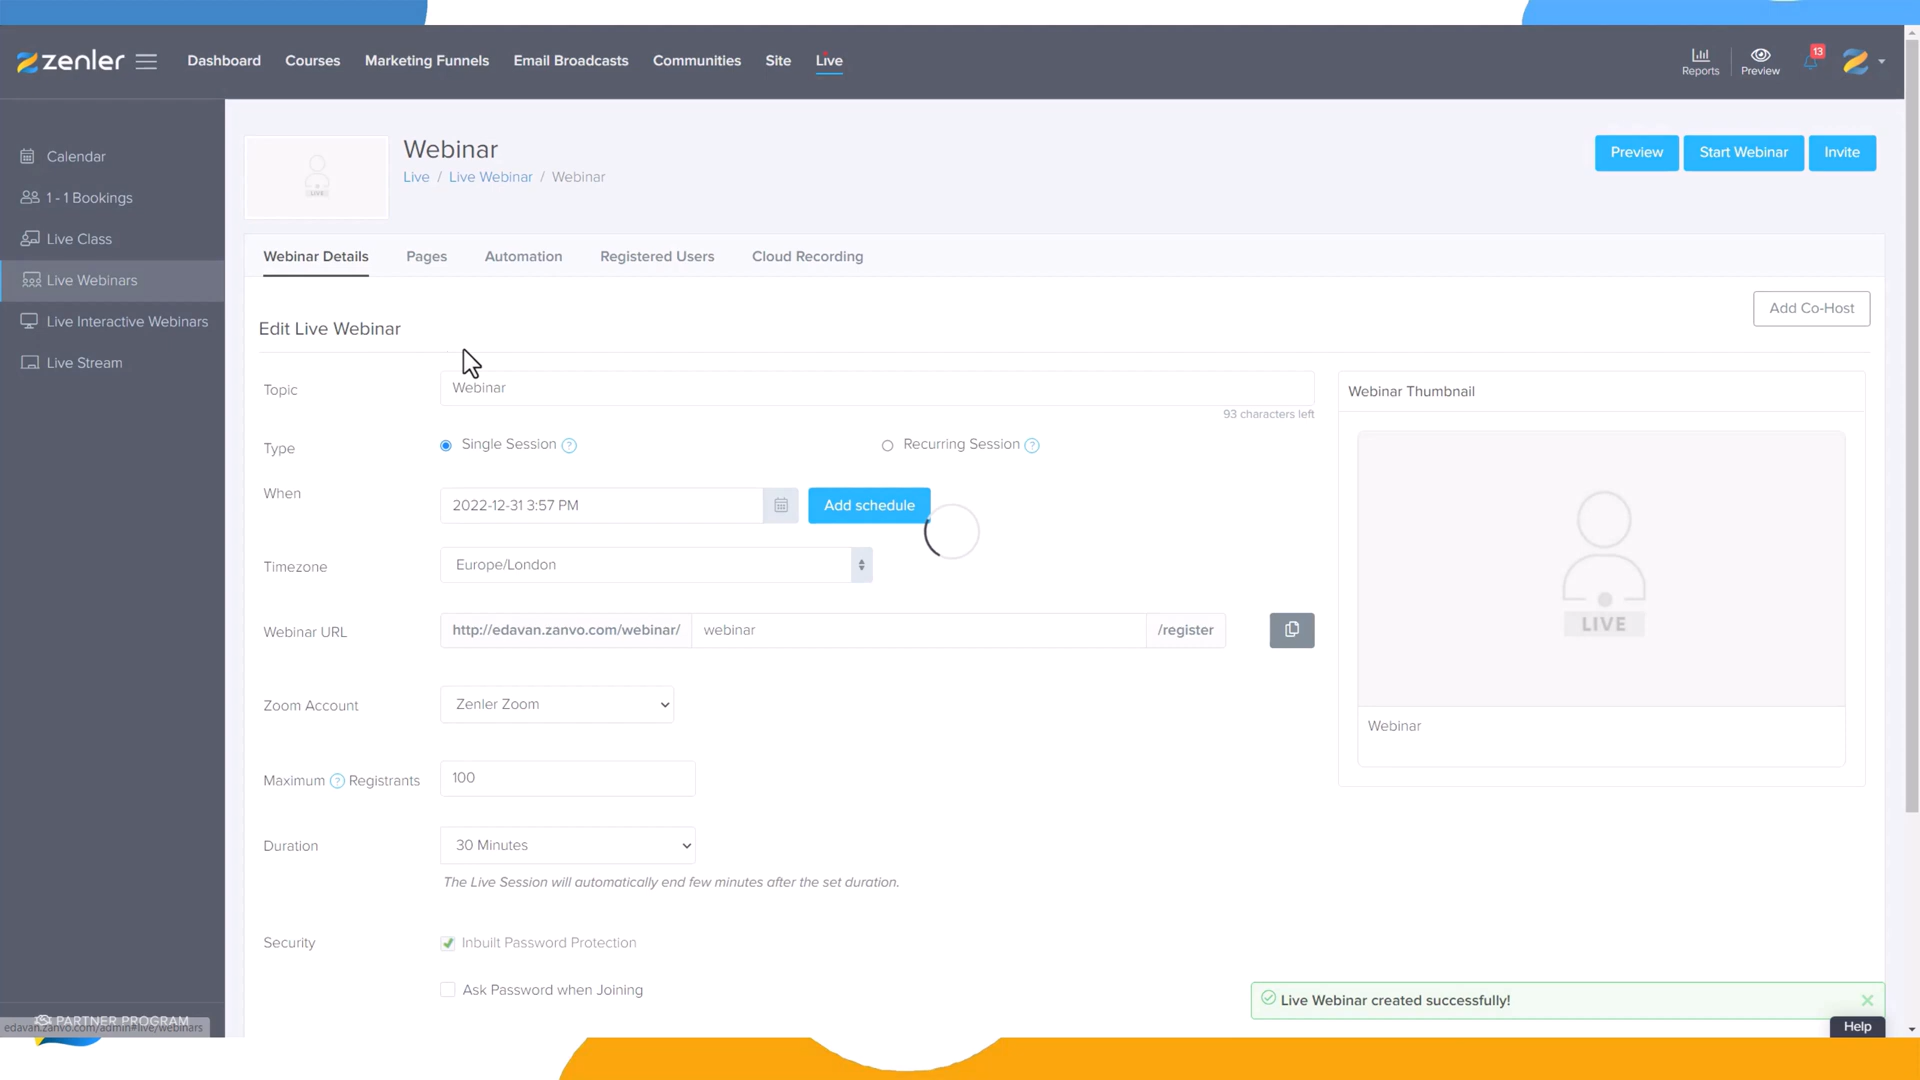 zenler
Dashboard
Courses
Marketing Funnels
Email Broadcasts
Communities
Site
Live
Reports
Preview
13
Calendar
1 - 1 Bookings
Live Class
Live Webinars
Live Interactive Webinars
Live Stream
PARTNER PROGRAM
edavan.zanvo.com/admin#live/webinars
LIVE
Webinar
Live / Live Webinar / Webinar
Preview
Start Webinar
Invite
Webinar Details
Pages
Automation
Registered Users
Cloud Recording
Add Co-Host
Edit Live Webinar
Topic
Webinar
93 characters left
Type
Single Session ?
Recurring Session ?
When
2022-12-31 3:57 PM
Add schedule
Timezone
Europe/London
Webinar URL
http://edavan.zanvo.com/webinar/
webinar
/register
Zoom Account
Zenler Zoom
Maximum ? Registrants
100
Duration
30 Minutes
The Live Session will automatically end few minutes after the set duration.
Security
Inbuilt Password Protection
Ask Password when Joining
Webinar Thumbnail
LIVE
Webinar
Live Webinar created successfully!
Help